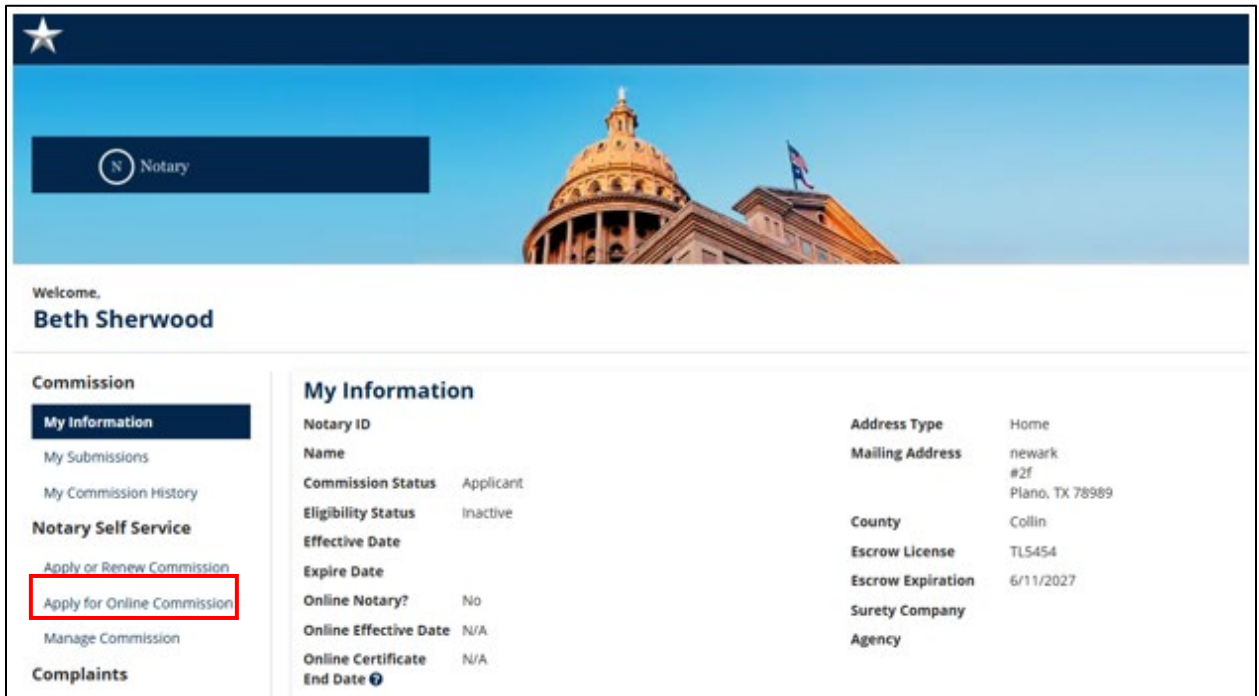 N Notary
Welcome,
Beth Sherwood
Commission
My Information
My Submissions
My Commission History
Notary Self Service
Apply or Renew Commission
Apply for Online Commission
Manage Commission
Complaints
My Information
Notary ID
Name
Commission Status Applicant
Eligibility Status Inactive
Effective Date
Expire Date
Online Notary? No
Online Effective Date N/A
Online Certificate N/A
End Date ?
Address Type Home
Mailing Address newark
#2f
Plano, TX 78989
County Collin
Escrow License TL5454
Escrow Expiration 6/11/2027
Surety Company
Agency